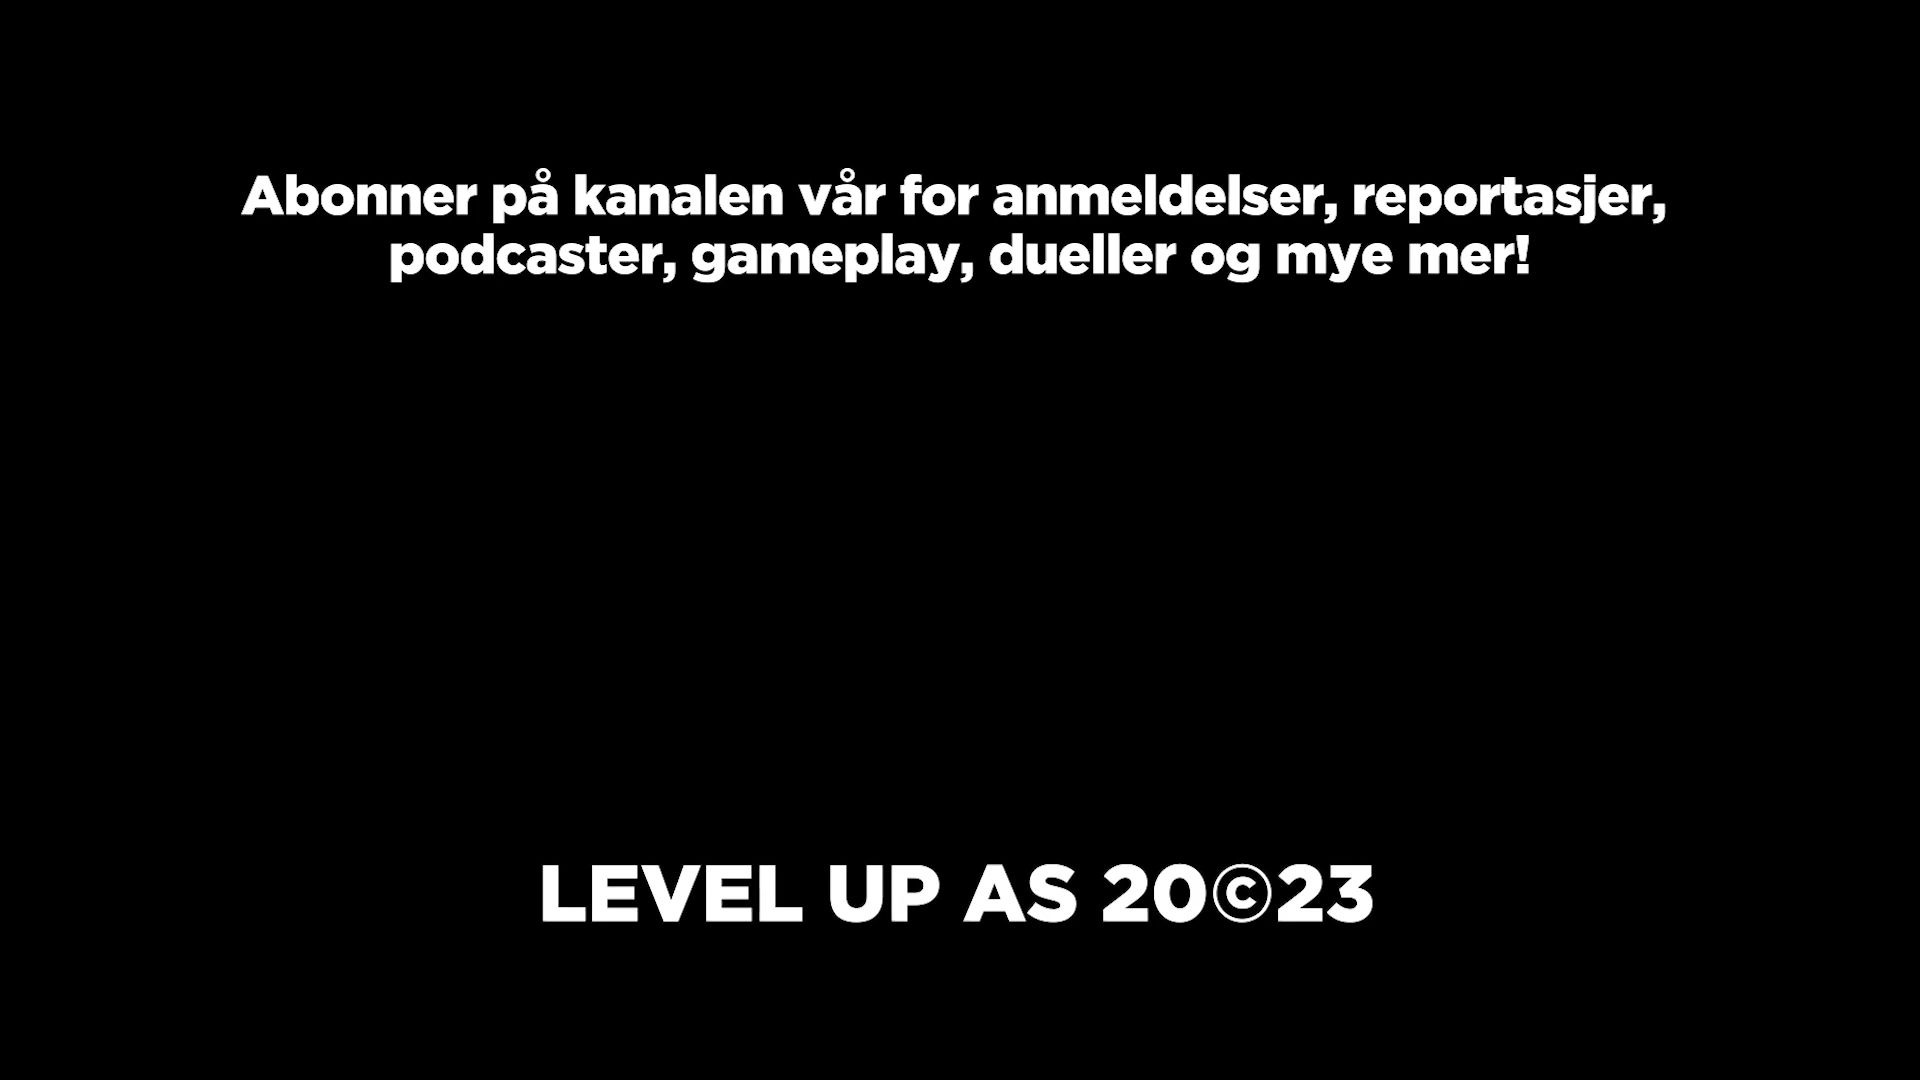 Abonner på kanalen vår for anmeldelser, reportasjer,
podcaster, gameplay, dueller og mye mer!
LEVEL UP AS 20©23